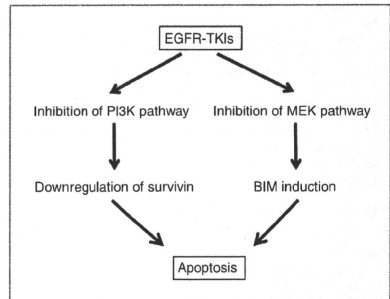 EGFR-TKIs
Inhibition of PI3K pathway Inhibition of MEK pathway
Downregulation of survivin BIM induction
Apoptosis